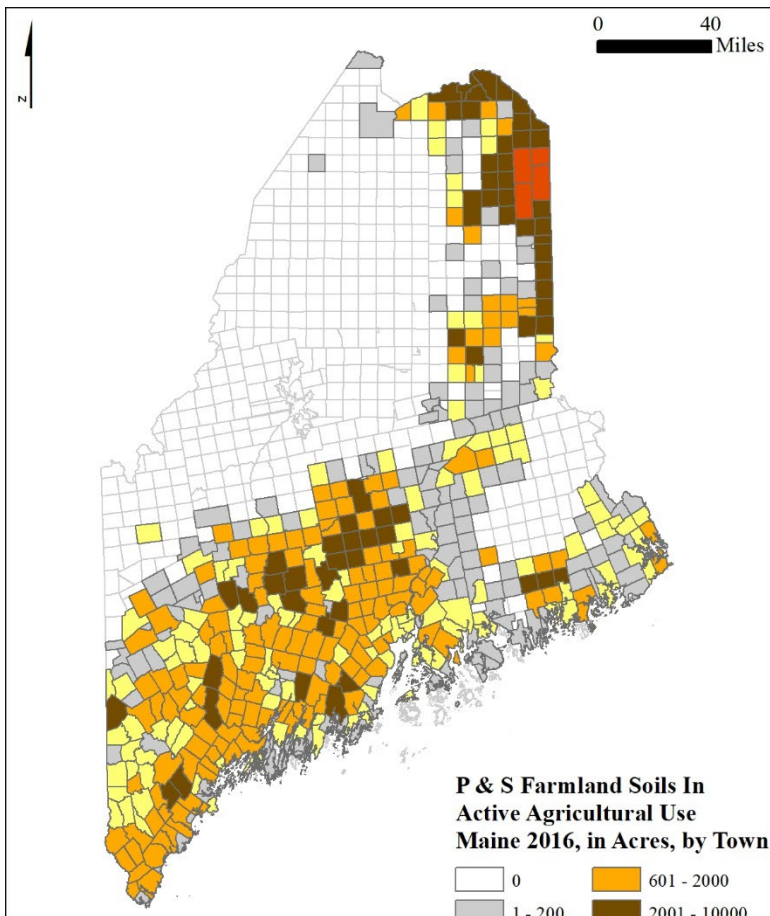 0 40
Miles
N
P & S Farmland Soils In
Active Agricultural Use
Maine 2016, in Acres, by Town
0 601 - 2000
1 - 200 2001 - 10000